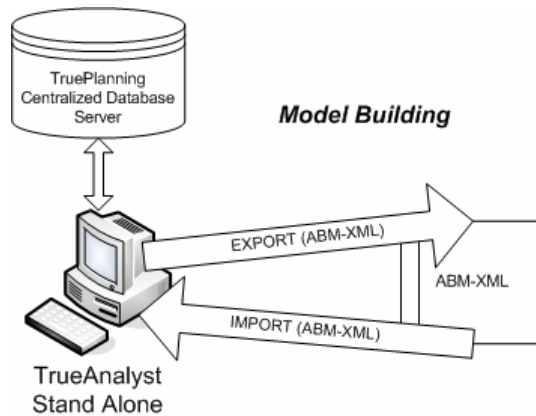 TruePlanning
Centralized Database
Server
Model Building
EXPORT (ABM-XML)
ABM-XML
IMPORT (ABM-XML)
TrueAnalyst
Stand Alone